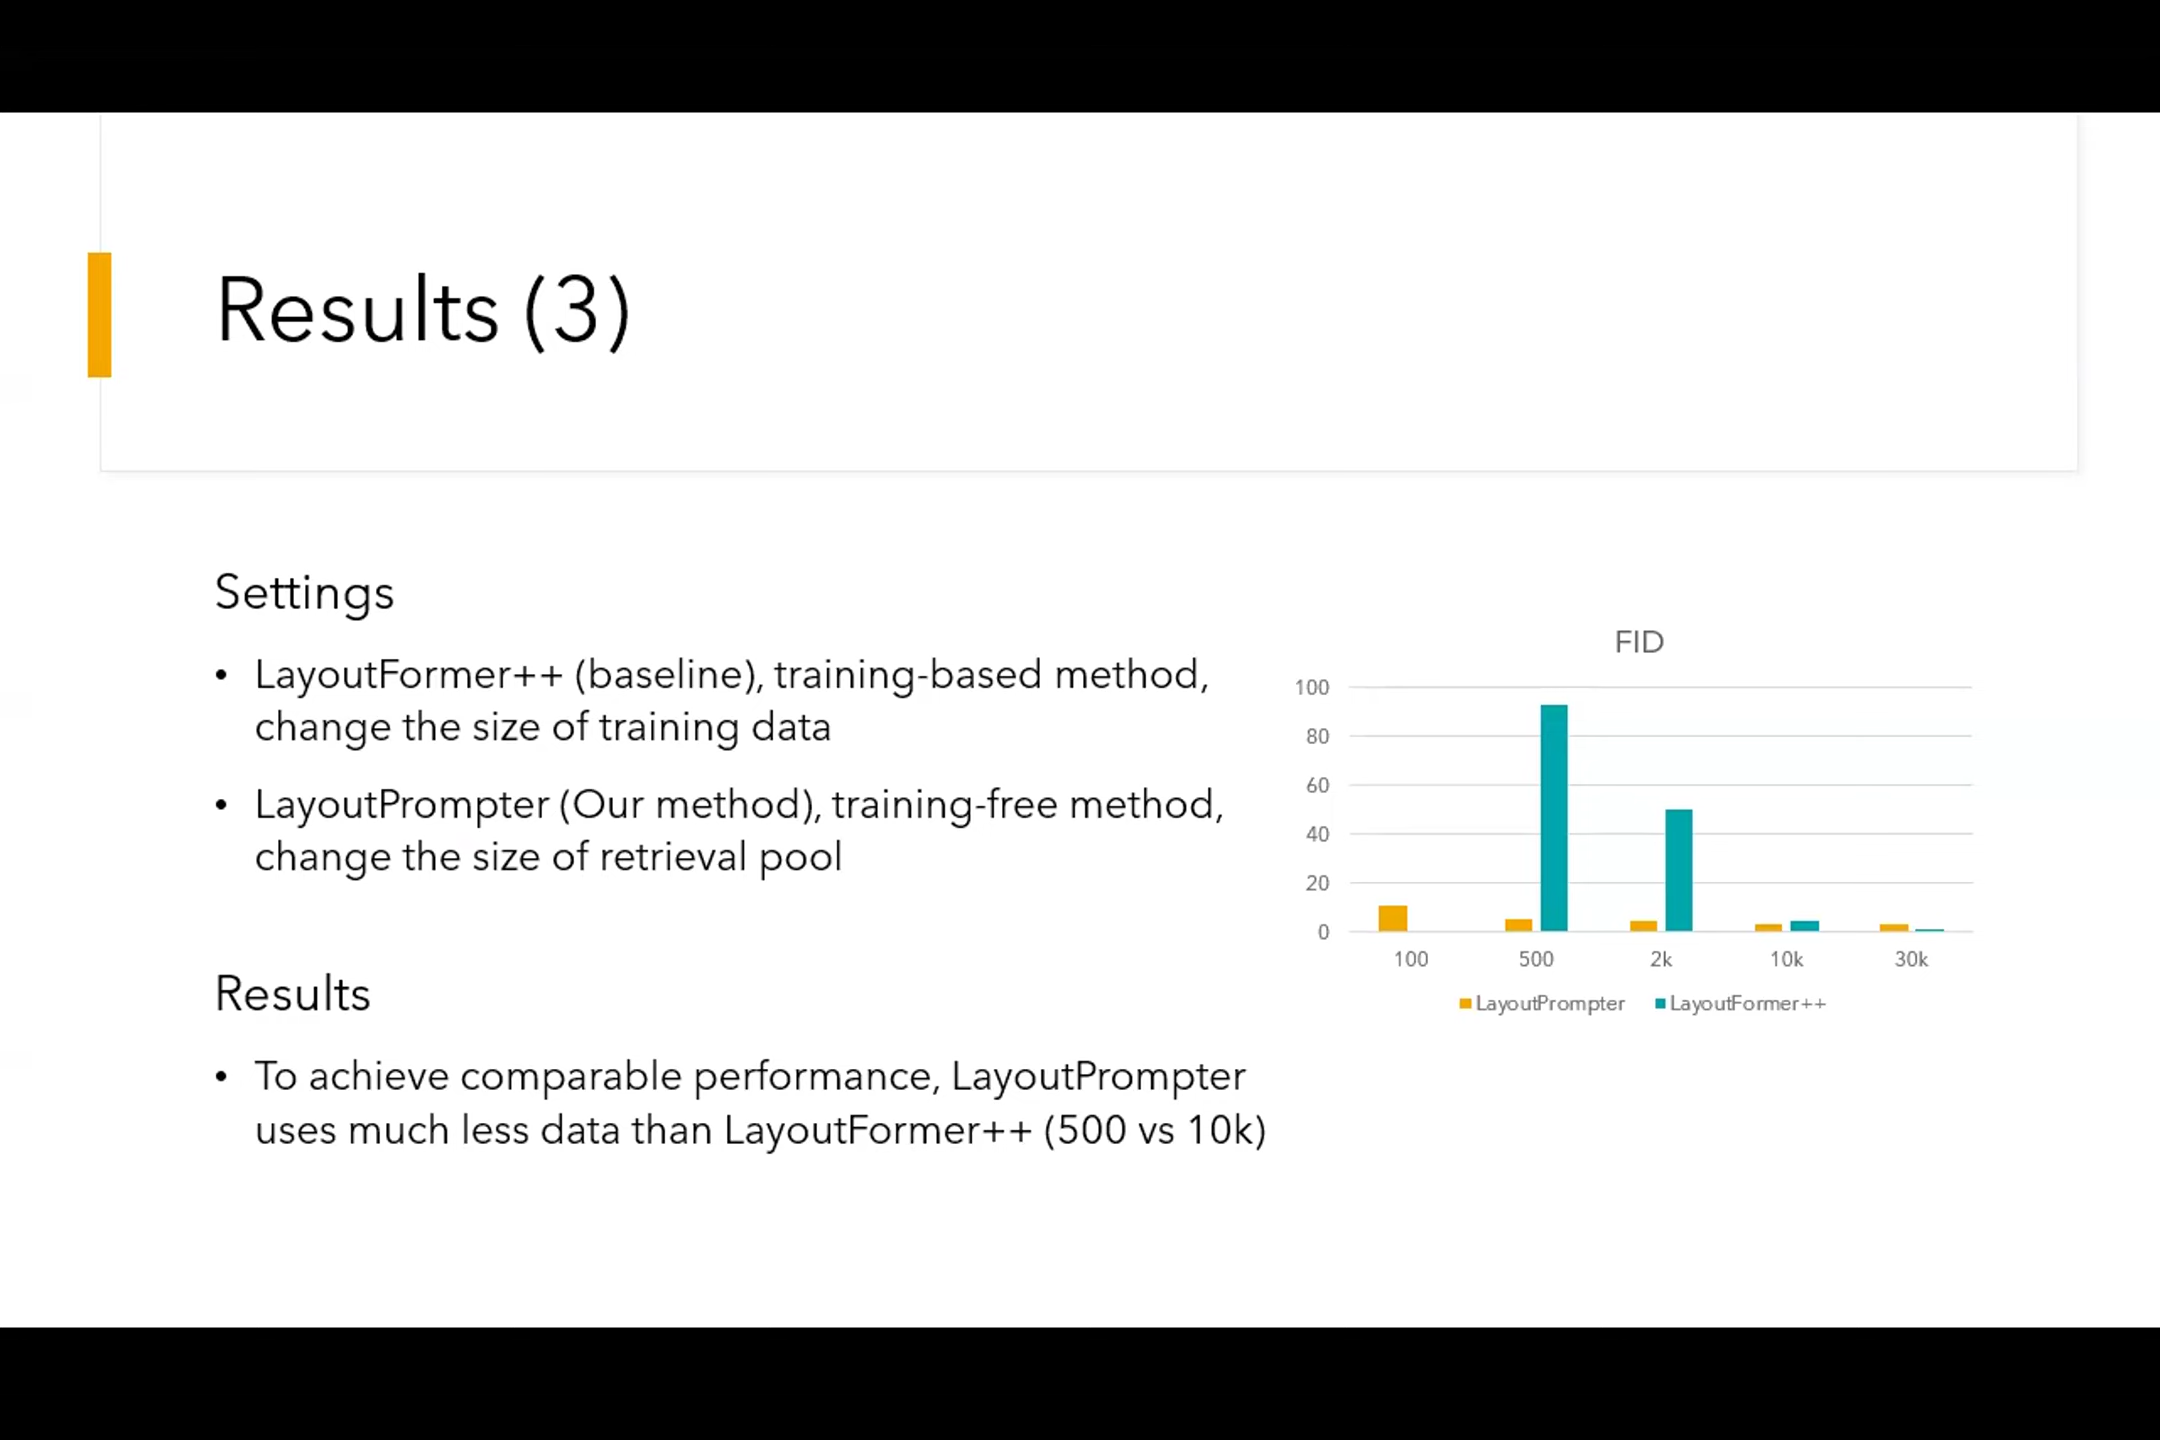 Results (3)
Settings
• LayoutFormer++ (baseline), training-based method,
change the size of training data
• LayoutPrompter (Our method), training-free method,
change the size of retrieval pool
Results
• To achieve comparable performance, LayoutPrompter
uses much less data than LayoutFormer++ (500 vs 10k)
FID
100
80
60
40
20
0
100 500 2k 10k 30k
LayoutPrompter LayoutFormer++